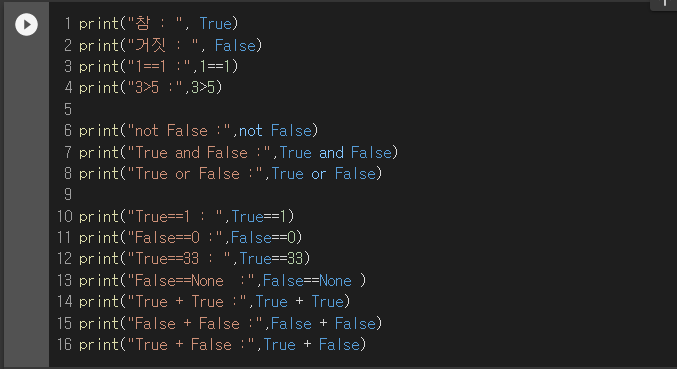 1 print("참 : ", True)
2 print("거짓 : ", False)
3 print("1==1 :",1==1)
4 print("3>5 :",3>5)
5
6 print("not False :",not False)
7 print("True and False :",True and False)
8 print("True or False :",True or False)
9
10 print("True==1 : ",True==1)
11 print("False==0 :",False==0)
12 print("True==33 : ",True==33)
13 print("False==None  :",False==None )
14 print("True + True :",True + True)
15 print("False + False :",False + False)
16 print("True + False :",True + False)